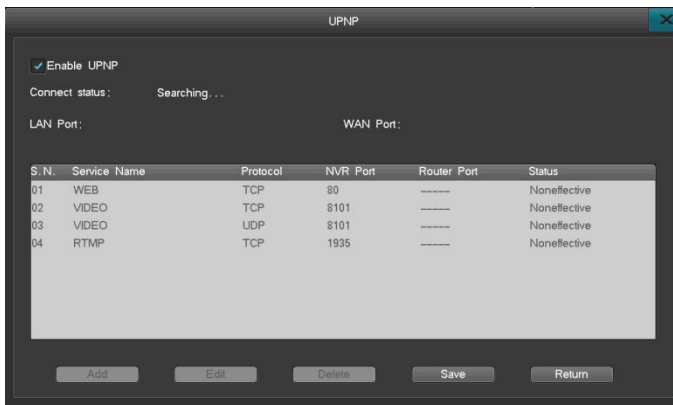 UPNP
Enable UPNP
Connect status: Searching...
LAN Port: WAN Port:
S.N. Service Name Protocol NVR Port Router Port Status
01 WEB TCP 80 ----- Noneffective
02 VIDEO TCP 8101 ----- Noneffective
03 VIDEO UDP 8101 ----- Noneffective
04 RTMP TCP 1935 ----- Noneffective
Add Edit Delete Save Return